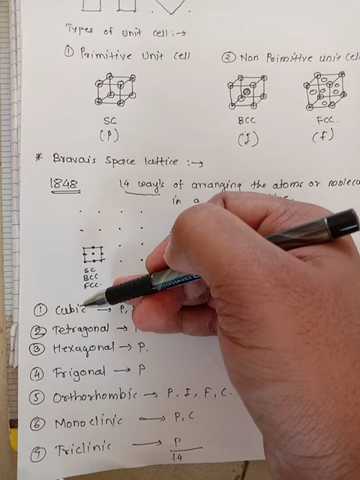 Types of Unit cell :→
① Primitive Unit Cell
② Non Primitive Unit cell
SC
(P)
BCC
(I)
FCC.
(F)
* Bravais Space lattice :→
1848 14 way's of arranging the atoms or
in a
SC
BCC
FCC.
① Cubic → P,
② Tetragonal →
③ Hexagonal → P.
④ Trigonal → P
⑤ Orthorhombic → P, I, F, C.
⑥ Monoclinic → P, C
⑦ Triclinic → P
14